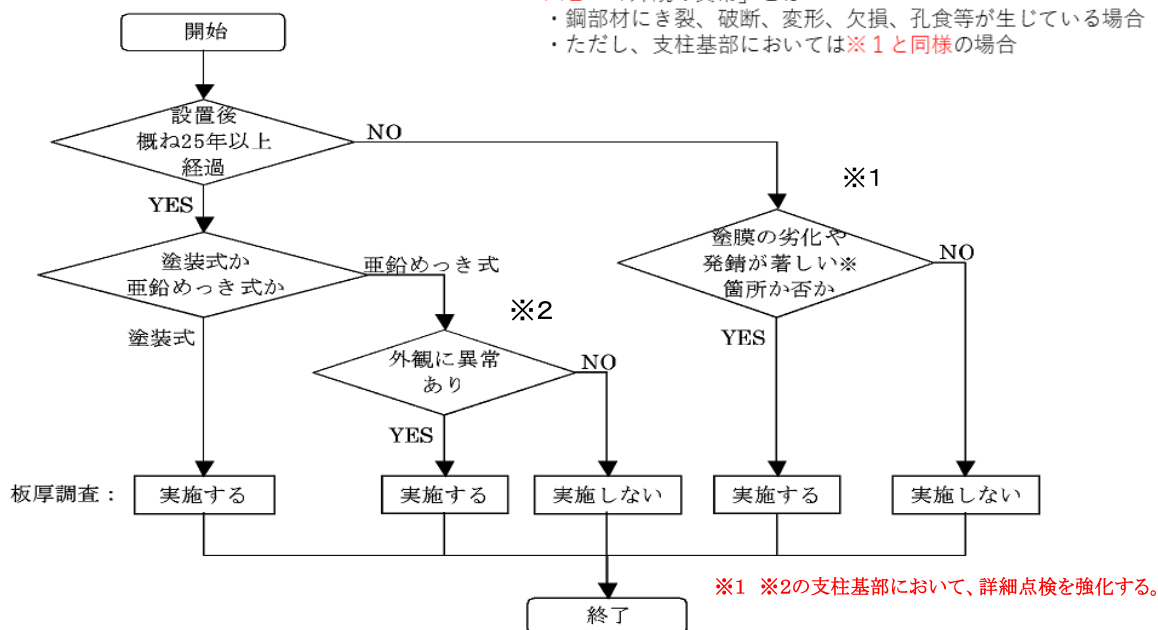 ・鋼部材にき裂、破断、変形、欠損、孔食等が生じている場合
・ただし、支柱基部においては※１と同様の場合
開始
設置後
概ね25年以上
経過
NO
YES
※1
塗装式か
亜鉛めっき式か
亜鉛めっき式
塗装式
塗膜の劣化や
発錆が著しい※
箇所か否か
NO
YES
※2
外観に異常
あり
NO
YES
板厚調査：
実施する
実施する
実施しない
実施する
実施しない
※1 ※2の支柱基部において、詳細点検を強化する。
終了